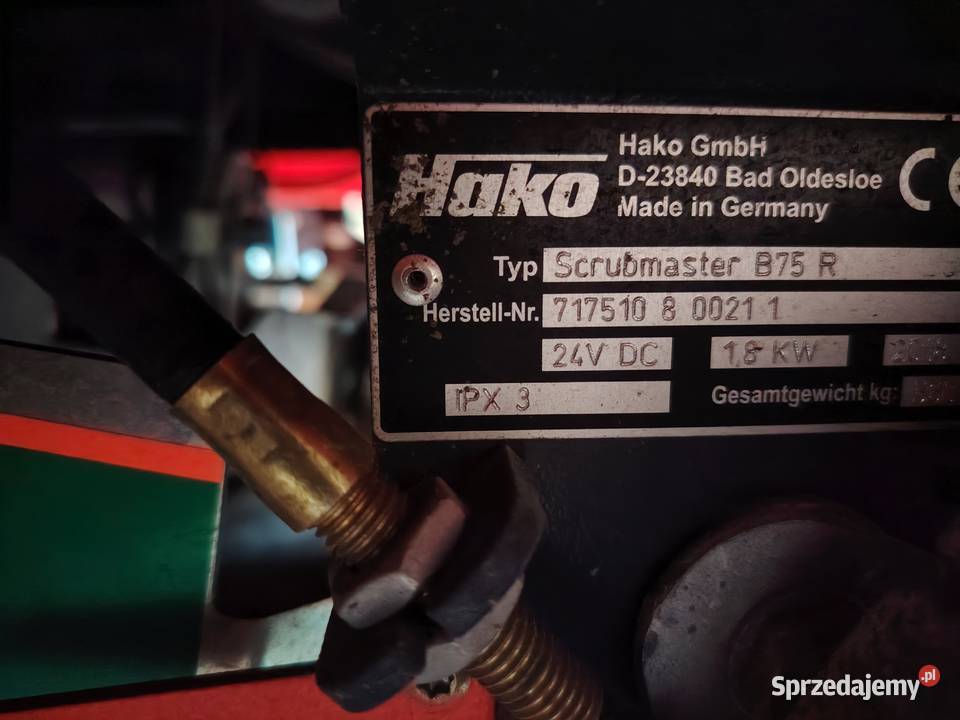 Hako
Hako GmbH
D-23840 Bad Oldesloe
Made in Germany
CE
Typ Scrubmaster B75 R
Herstell-Nr. 717510 8 0021 1
24V DC 1,8 KW
IPX 3 Gesamtgewicht kg:
Sprzedajemy.pl